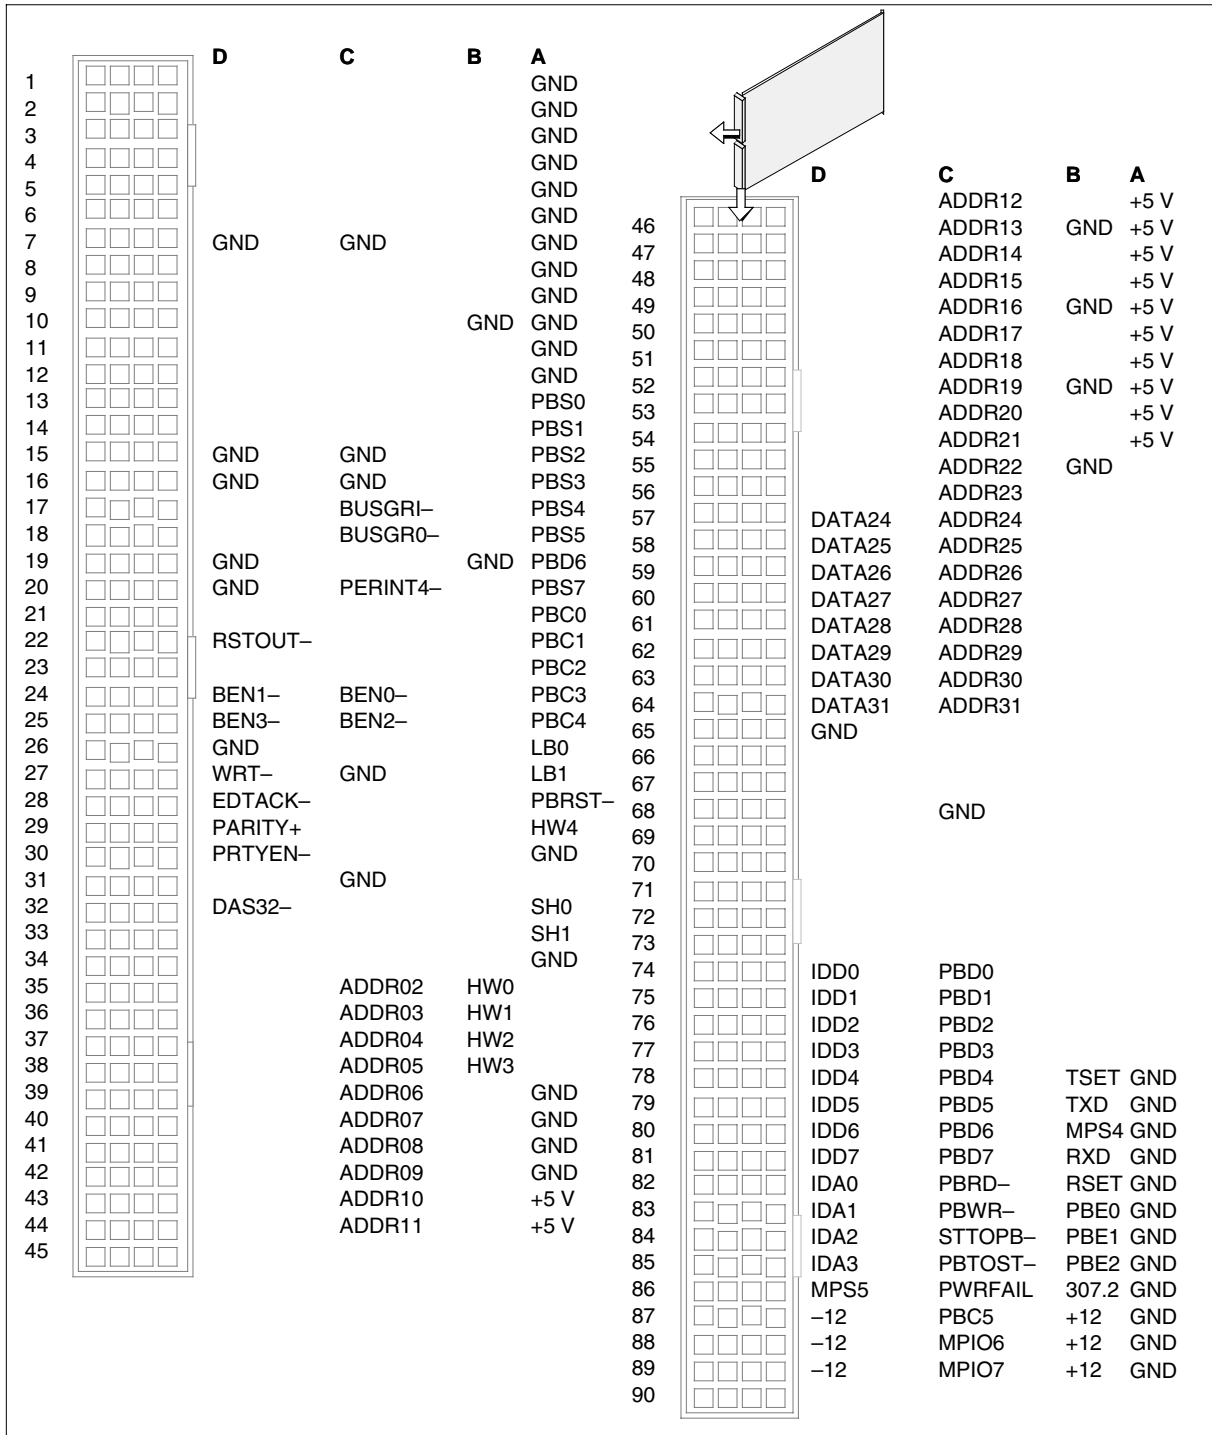 D C B A
1 GND
2 GND
3 GND
4 GND
5 GND
6 GND
7 GND GND GND
8 GND
9 GND
10 GND GND
11 GND
12 GND
13 PBS0
14 PBS1
15 GND GND PBS2
16 GND GND PBS3
17 BUSGRI– PBS4
18 BUSGR0– PBS5
19 GND GND PBD6
20 GND PERINT4– PBS7
21 PBC0
22 RSTOUT– PBC1
23 PBC2
24 BEN1– BEN0– PBC3
25 BEN3– BEN2– PBC4
26 GND LB0
27 WRT– GND LB1
28 EDTACK– PBRST–
29 PARITY+ HW4
30 PRTYEN– GND
31 GND
32 DAS32– SH0
33 SH1
34 GND
35 ADDR02 HW0
36 ADDR03 HW1
37 ADDR04 HW2
38 ADDR05 HW3
39 ADDR06 GND
40 ADDR07 GND
41 ADDR08 GND
42 ADDR09 GND
43 ADDR10 +5 V
44 ADDR11 +5 V
45
D C B A
ADDR12 +5 V
46 ADDR13 GND +5 V
47 ADDR14 +5 V
48 ADDR15 +5 V
49 ADDR16 GND +5 V
50 ADDR17 +5 V
51 ADDR18 +5 V
52 ADDR19 GND +5 V
53 ADDR20 +5 V
54 ADDR21 +5 V
55 ADDR22 GND
56 ADDR23
57 DATA24 ADDR24
58 DATA25 ADDR25
59 DATA26 ADDR26
60 DATA27 ADDR27
61 DATA28 ADDR28
62 DATA29 ADDR29
63 DATA30 ADDR30
64 DATA31 ADDR31
65 GND
66
67
68 GND
69
70
71
72
73
74 IDD0 PBD0
75 IDD1 PBD1
76 IDD2 PBD2
77 IDD3 PBD3
78 IDD4 PBD4 TSET GND
79 IDD5 PBD5 TXD GND
80 IDD6 PBD6 MPS4 GND
81 IDD7 PBD7 RXD GND
82 IDA0 PBRD– RSET GND
83 IDA1 PBWR– PBE0 GND
84 IDA2 STTOPB– PBE1 GND
85 IDA3 PBTOST– PBE2 GND
86 MPS5 PWRFAIL 307.2 GND
87 –12 PBC5 +12 GND
88 –12 MPIO6 +12 GND
89 –12 MPIO7 +12 GND
90